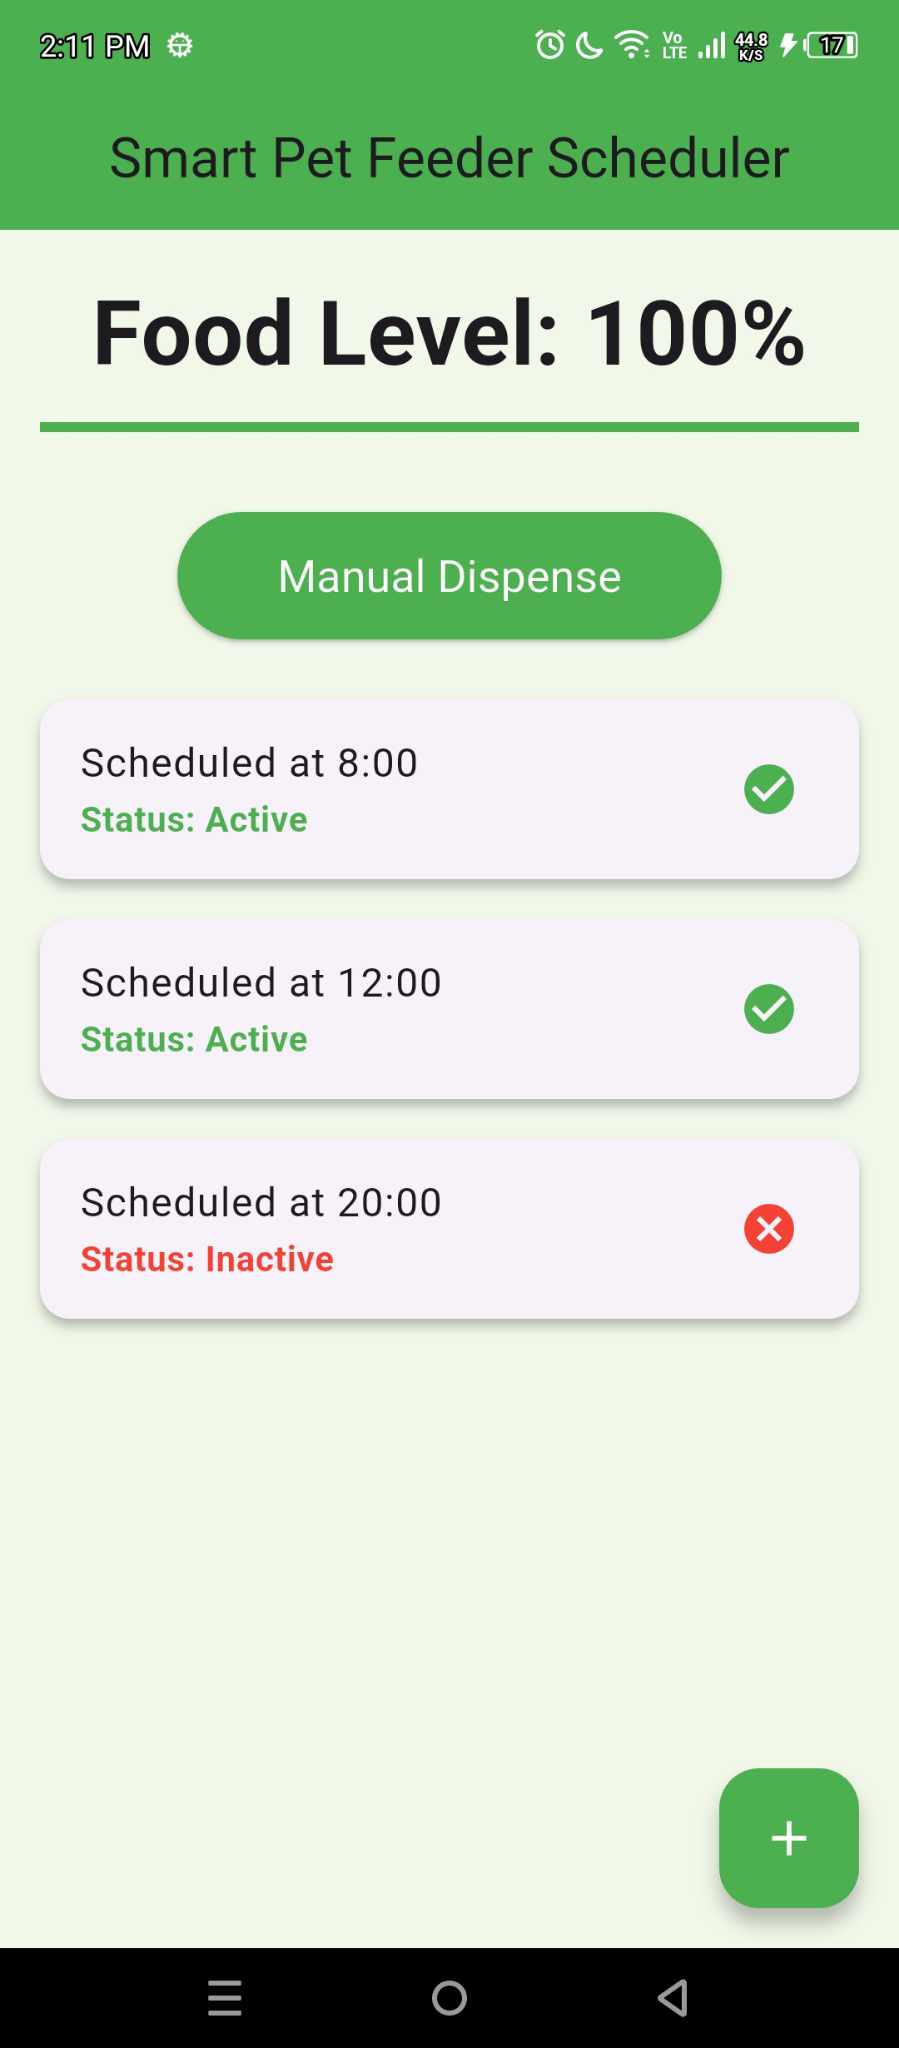 2:11 PM
Vo
LTE
44.8
K/S
17
Smart Pet Feeder Scheduler
Food Level: 100%
Manual Dispense
Scheduled at 8:00
Status: Active
Scheduled at 12:00
Status: Active
Scheduled at 20:00
Status: Inactive
+